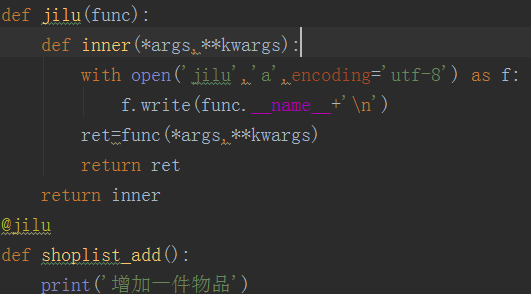 def jilu(func):
    def inner(*args,**kwargs):
        with open('jilu','a',encoding='utf-8') as f:
            f.write(func.__name__+'\n')
        ret=func(*args,**kwargs)
        return ret
    return inner
@jilu
def shoplist_add():
    print('增加一件物品')